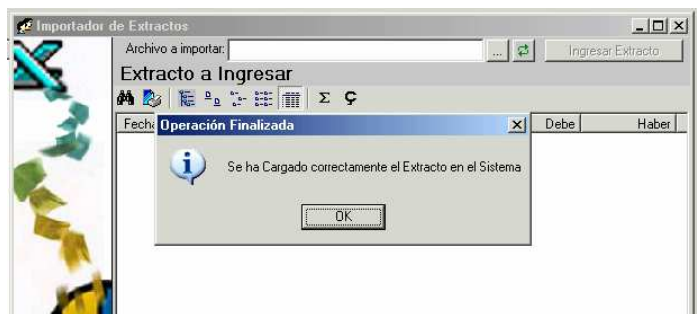 Importador de Extractos
Archivo a importar:
...
Ingresar Extracto
Extracto a Ingresar
Σ
Fecha
Debe
Haber
Operación Finalizada
Se ha Cargado correctamente el Extracto en el Sistema
OK